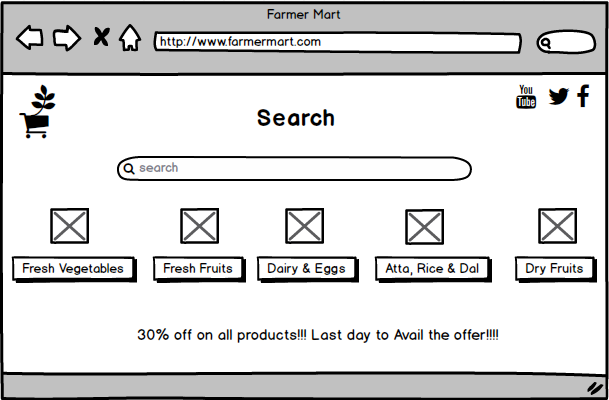 Farmer Mart
http://www.farmermart.com
You
Tube
Search
search
Fresh Vegetables
Fresh Fruits
Dairy & Eggs
Atta, Rice & Dal
Dry Fruits
30% off on all products!!! Last day to Avail the offer!!!!